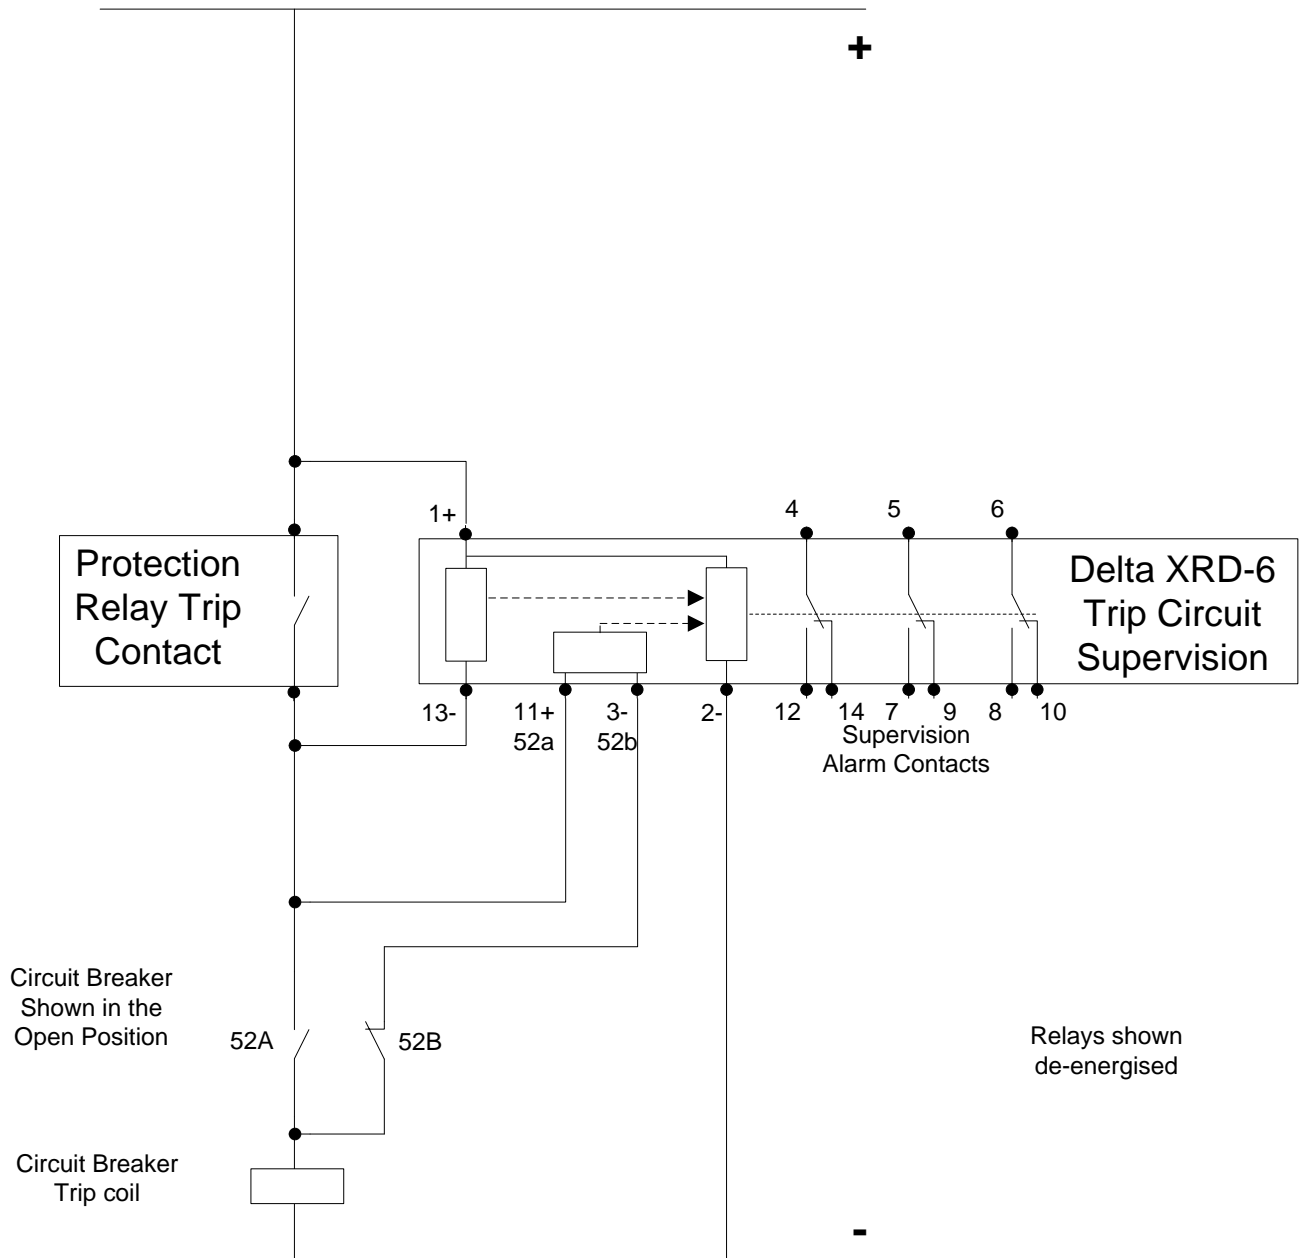 +
1+
4
5
6
Protection
Relay Trip
Contact
Delta XRD-6
Trip Circuit
Supervision
13-
11+
52a
3-
52b
2-
12
14
7
9
8
10
Supervision
Alarm Contacts
Circuit Breaker
Shown in the
Open Position
52A
52B
Relays shown
de-energised
Circuit Breaker
Trip coil
-